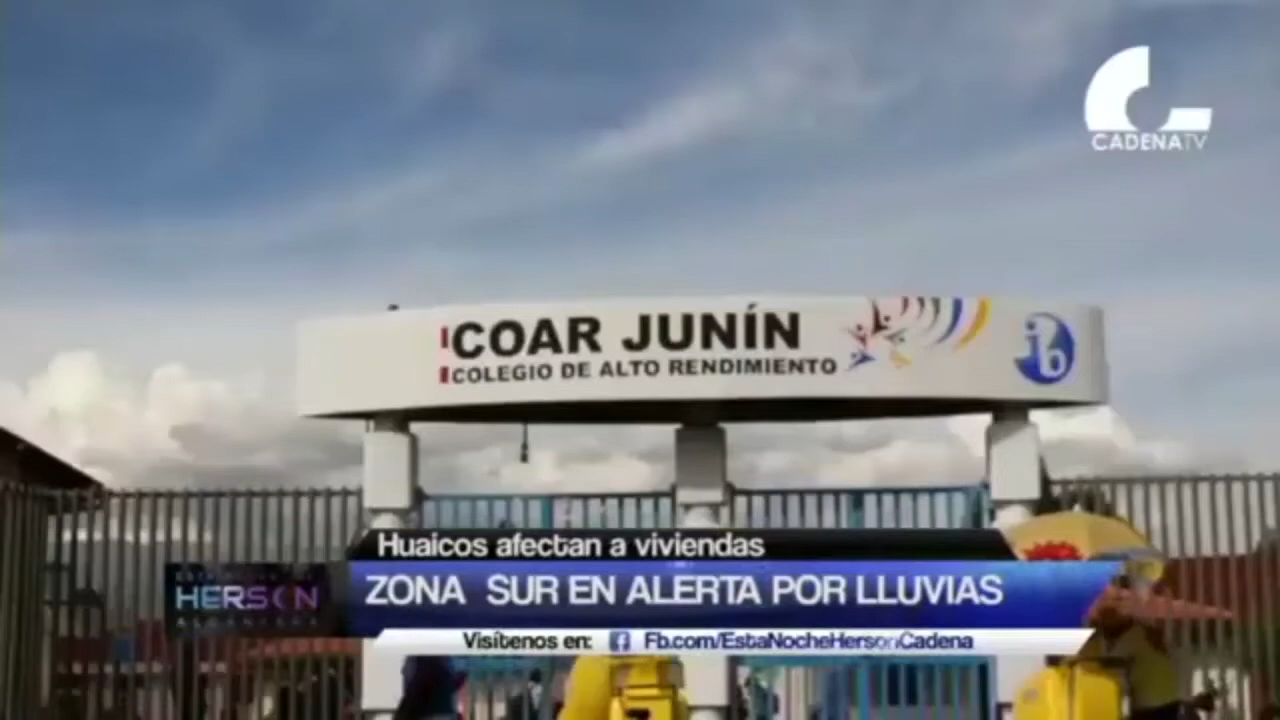 CADENATV
COAR JUNÍN
COLEGIO DE ALTO RENDIMIENTO
ib
Huaicos afectan a viviendas
HERSON
ZONA SUR EN ALERTA POR LLUVIAS
Visítenos en: Fb.com/EstaNocheHersonCadena